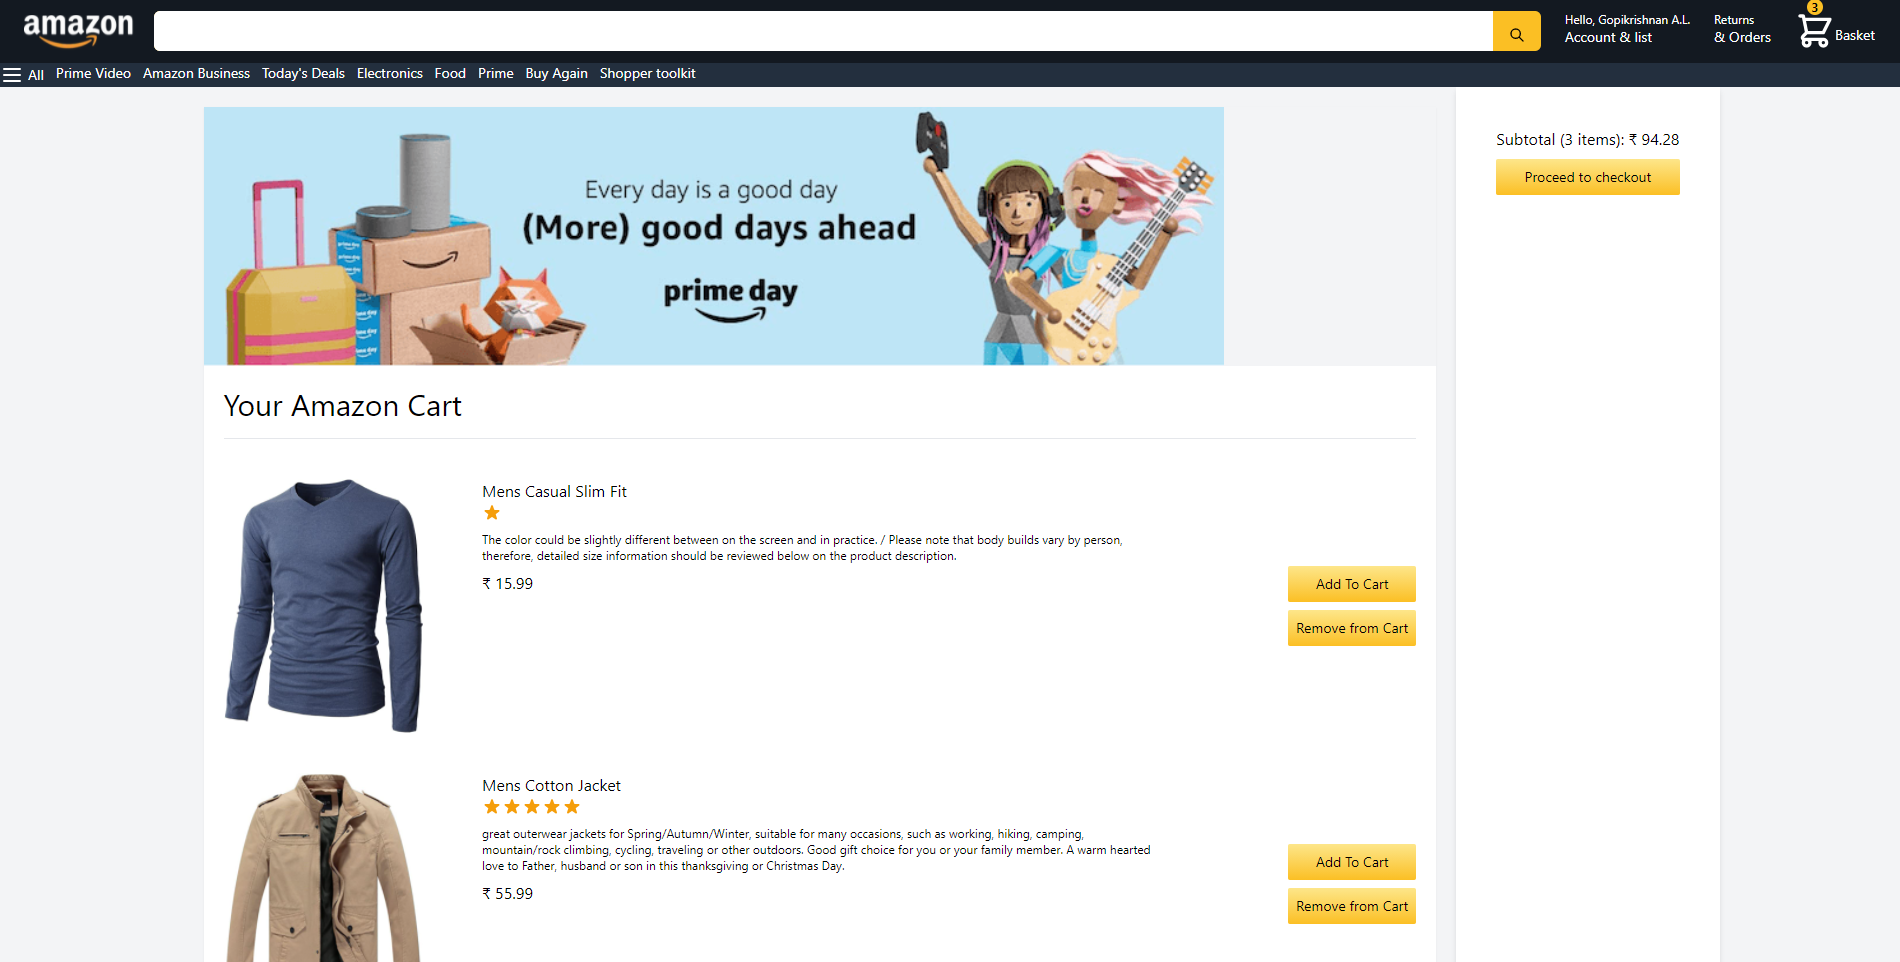 amazon
Hello, Gopikrishnan A.L.
Account & list
Returns
& Orders
3
Basket
All Prime Video Amazon Business Today's Deals Electronics Food Prime Buy Again Shopper toolkit
Every day is a good day
(More) good days ahead
prime day
Subtotal (3 items): ₹ 94.28
Proceed to checkout
Your Amazon Cart
Mens Casual Slim Fit
The color could be slightly different between on the screen and in practice. / Please note that body builds vary by person,
therefore, detailed size information should be reviewed below on the product description.
₹ 15.99
Add To Cart
Remove from Cart
Mens Cotton Jacket
great outerwear jackets for Spring/Autumn/Winter, suitable for many occasions, such as working, hiking, camping,
mountain/rock climbing, cycling, traveling or other outdoors. Good gift choice for you or your family member. A warm hearted
love to Father, husband or son in this thanksgiving or Christmas Day.
₹ 55.99
Add To Cart
Remove from Cart